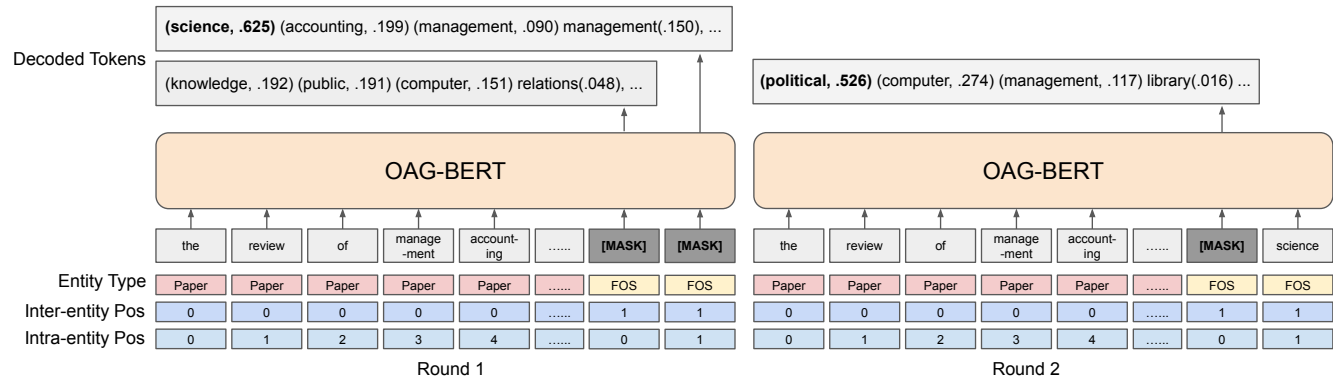 (science, .625) (accounting, .199) (management, .090) management(.150), ...
Decoded Tokens
(knowledge, .192) (public, .191) (computer, .151) relations(.048), ...
(political, .526) (computer, .274) (management, .117) library(.016) ...
OAG-BERT OAG-BERT
the review of manage account- ...... [MASK] [MASK] the review of manage account- ...... [MASK] science
-ment ing -ment ing
Entity Type Paper Paper Paper Paper Paper ...... FOS FOS Paper Paper Paper Paper Paper ...... FOS FOS
Inter-entity Pos 0 0 0 0 0 ...... 1 1 0 0 0 0 0 ...... 1 1
Intra-entity Pos 0 1 2 3 4 ...... 0 1 0 1 2 3 4 ...... 0 1
Round 1 Round 2